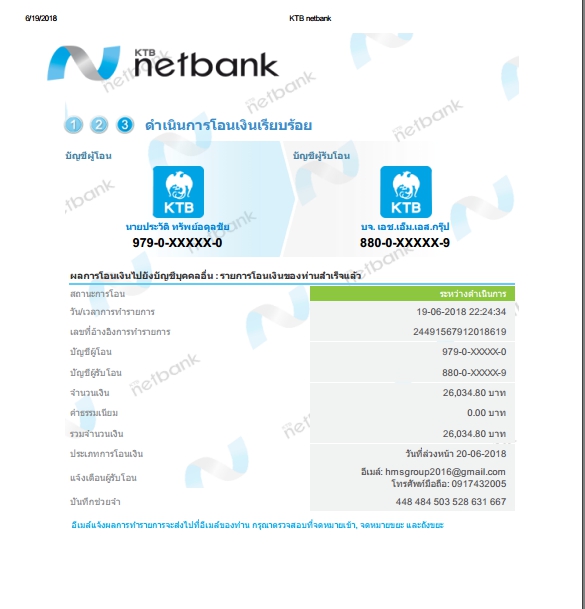 6/19/2018 KTB netbank
KTB
netbank
1 2 3 ดำเนินการโอนเงินเรียบร้อย
บัญชีผู้โอน บัญชีผู้รับโอน
KTB KTB
นายประวัติ ทรัพย์อดุลชัย บจ. เอช.เอ็ม.เอส.กรุ๊ป
979-0-XXXXX-0 880-0-XXXXX-9
ผลการโอนเงินไปยังบัญชีบุคคลอื่น : รายการโอนเงินของท่านสำเร็จแล้ว
สถานะการโอน ระหว่างดำเนินการ
วัน/เวลาการทำรายการ 19-06-2018 22:24:34
เลขที่อ้างอิงการทำรายการ 24491567912018619
บัญชีผู้โอน 979-0-XXXXX-0
บัญชีผู้รับโอน 880-0-XXXXX-9
จำนวนเงิน 26,034.80 บาท
ค่าธรรมเนียม 0.00 บาท
รวมจำนวนเงิน 26,034.80 บาท
ประเภทการโอนเงิน วันที่ล่วงหน้า 20-06-2018
แจ้งเตือนผู้รับโอน อีเมล์: hmsgroup2016@gmail.com
โทรศัพท์มือถือ: 0917432005
บันทึกช่วยจำ 448 484 503 528 631 667
อีเมล์แจ้งผลการทำรายการจะส่งไปที่อีเมล์ของท่าน กรุณาตรวจสอบที่จดหมายเข้า, จดหมายขยะ และถังขยะ